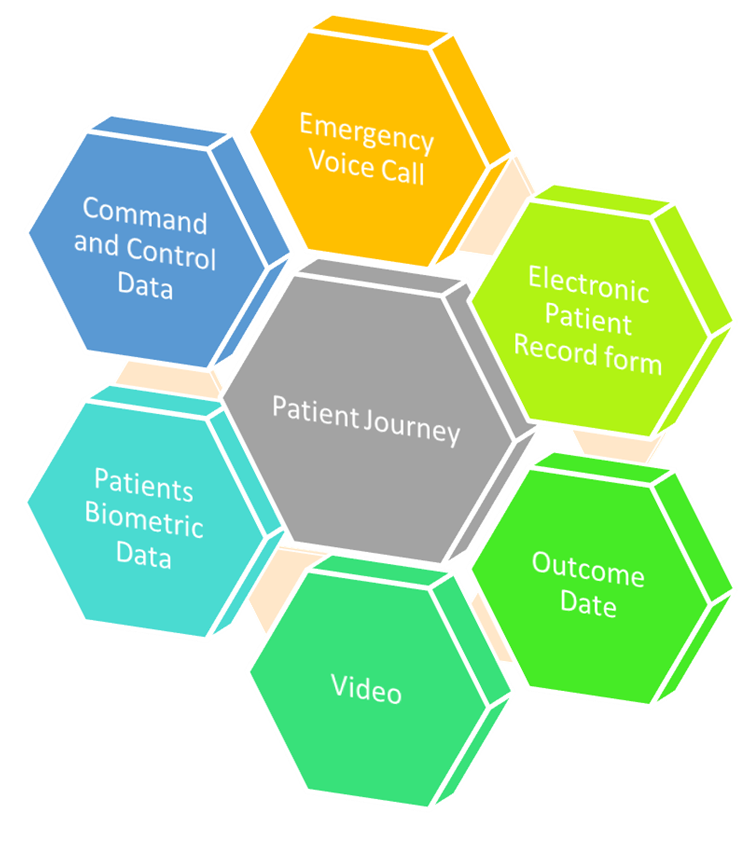 Emergency
Voice Call
Command
and Control
Data
Electronic
Patient
Record form
Patient Journey
Patients
Biometric
Data
Outcome
Date
Video